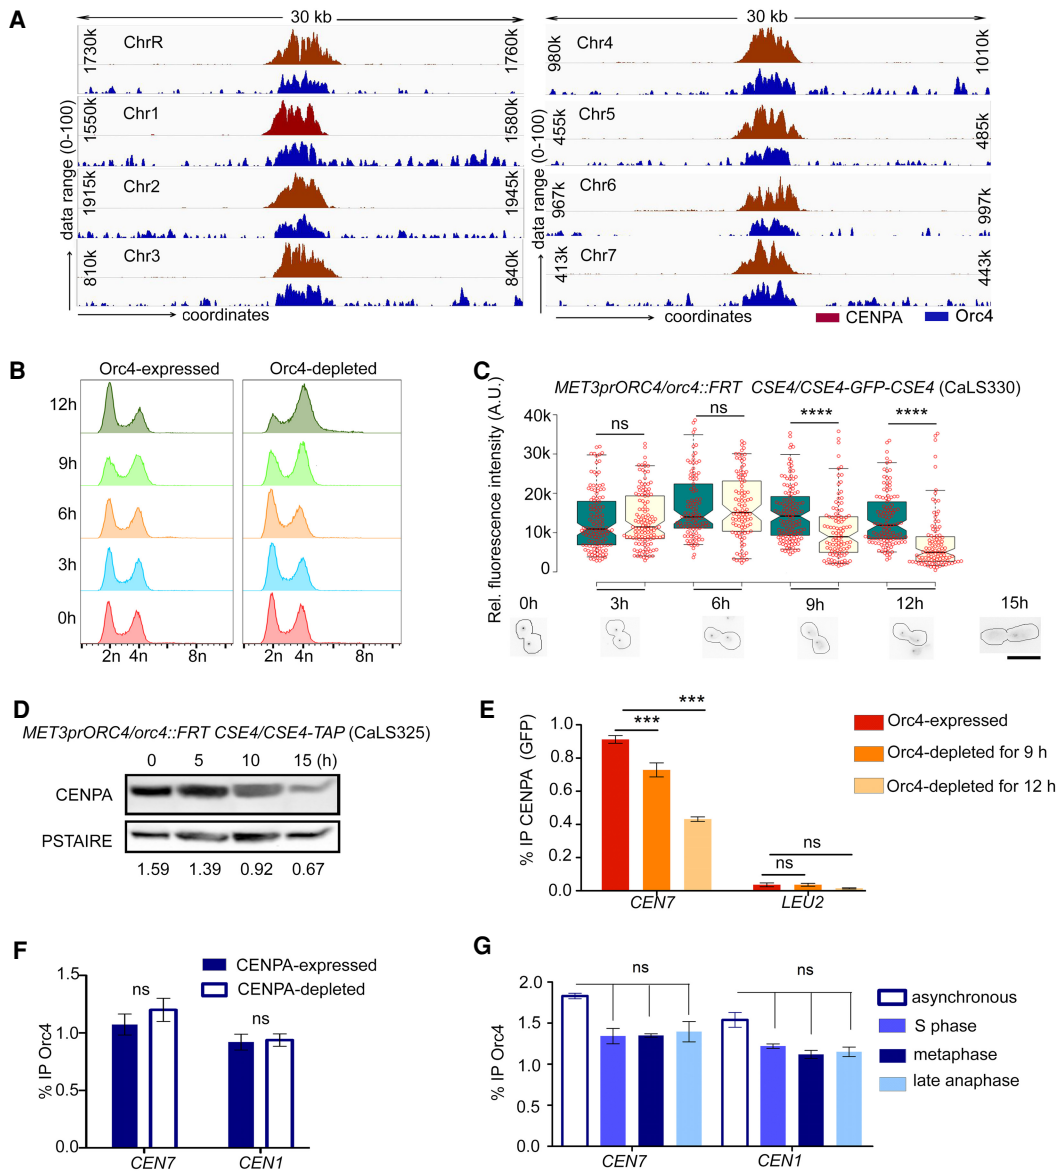 A
30 kb
ChrR
1730k
1760k
Chr1
1550k
1580k
Chr2
1915k
1945k
Chr3
810k
840k
data range (0-100)
coordinates
30 kb
Chr4
980k
1010k
Chr5
455k
485k
Chr6
967k
997k
Chr7
413k
443k
data range (0-100)
coordinates
CENPA
Orc4
B
Orc4-expressed
Orc4-depleted
12h
9h
6h
3h
0h
2n 4n 8n
2n 4n 8n
C
MET3prORC4/orc4::FRT CSE4/CSE4-GFP-CSE4 (CaLS330)
Rel. fluorescence intensity (A.U.)
40k
30k
20k
10k
0
ns
ns
****
****
0h 3h 6h 9h 12h 15h
D
MET3prORC4/orc4::FRT CSE4/CSE4-TAP (CaLS325)
0 5 10 15 (h)
CENPA
PSTAIRE
1.59 1.39 0.92 0.67
E
% IP CENPA (GFP)
1.0
0.8
0.6
0.4
0.2
0.0
***
***
ns
ns
CEN7 LEU2
Orc4-expressed
Orc4-depleted for 9 h
Orc4-depleted for 12 h
F
CENPA-expressed
CENPA-depleted
% IP Orc4
1.5
1.0
0.5
0.0
ns
ns
CEN7 CEN1
G
% IP Orc4
2.0
1.5
1.0
0.5
0.0
ns
ns
CEN7 CEN1
asynchronous
S phase
metaphase
late anaphase